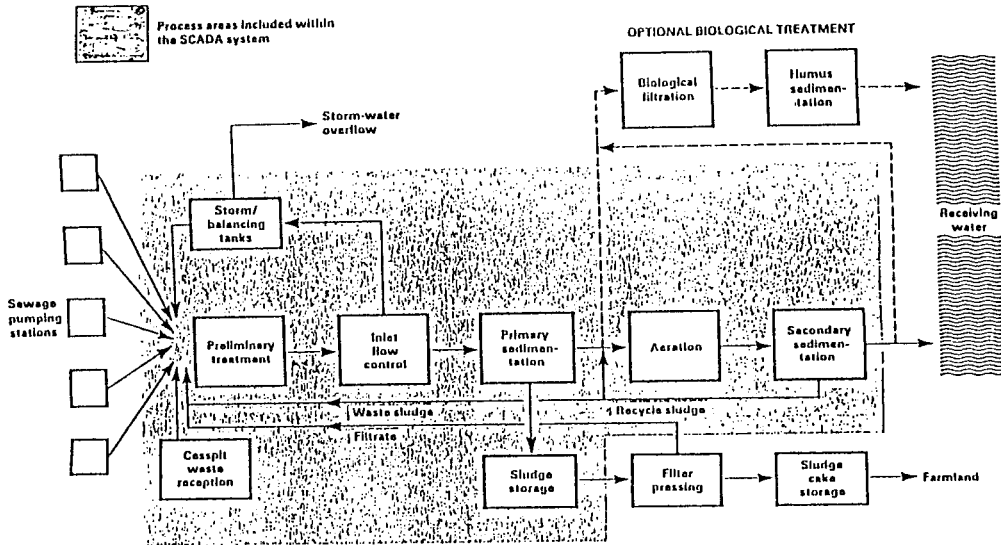 Process areas included within
the SCADA system
OPTIONAL BIOLOGICAL TREATMENT
Biological
filtration
Humus
sedimen-
tation
Storm-water
overflow
Storm/
balancing
tanks
Receiving
water
Sewage
pumping
stations
Preliminary
treatment
Inlet
flow
control
Primary
sedimen-
tation
Aeration
Secondary
sedimen-
tation
Waste sludge
Recycle sludge
Filtrate
Cesspit
waste
reception
Sludge
storage
Filter
pressing
Sludge
cake
storage
Farmland